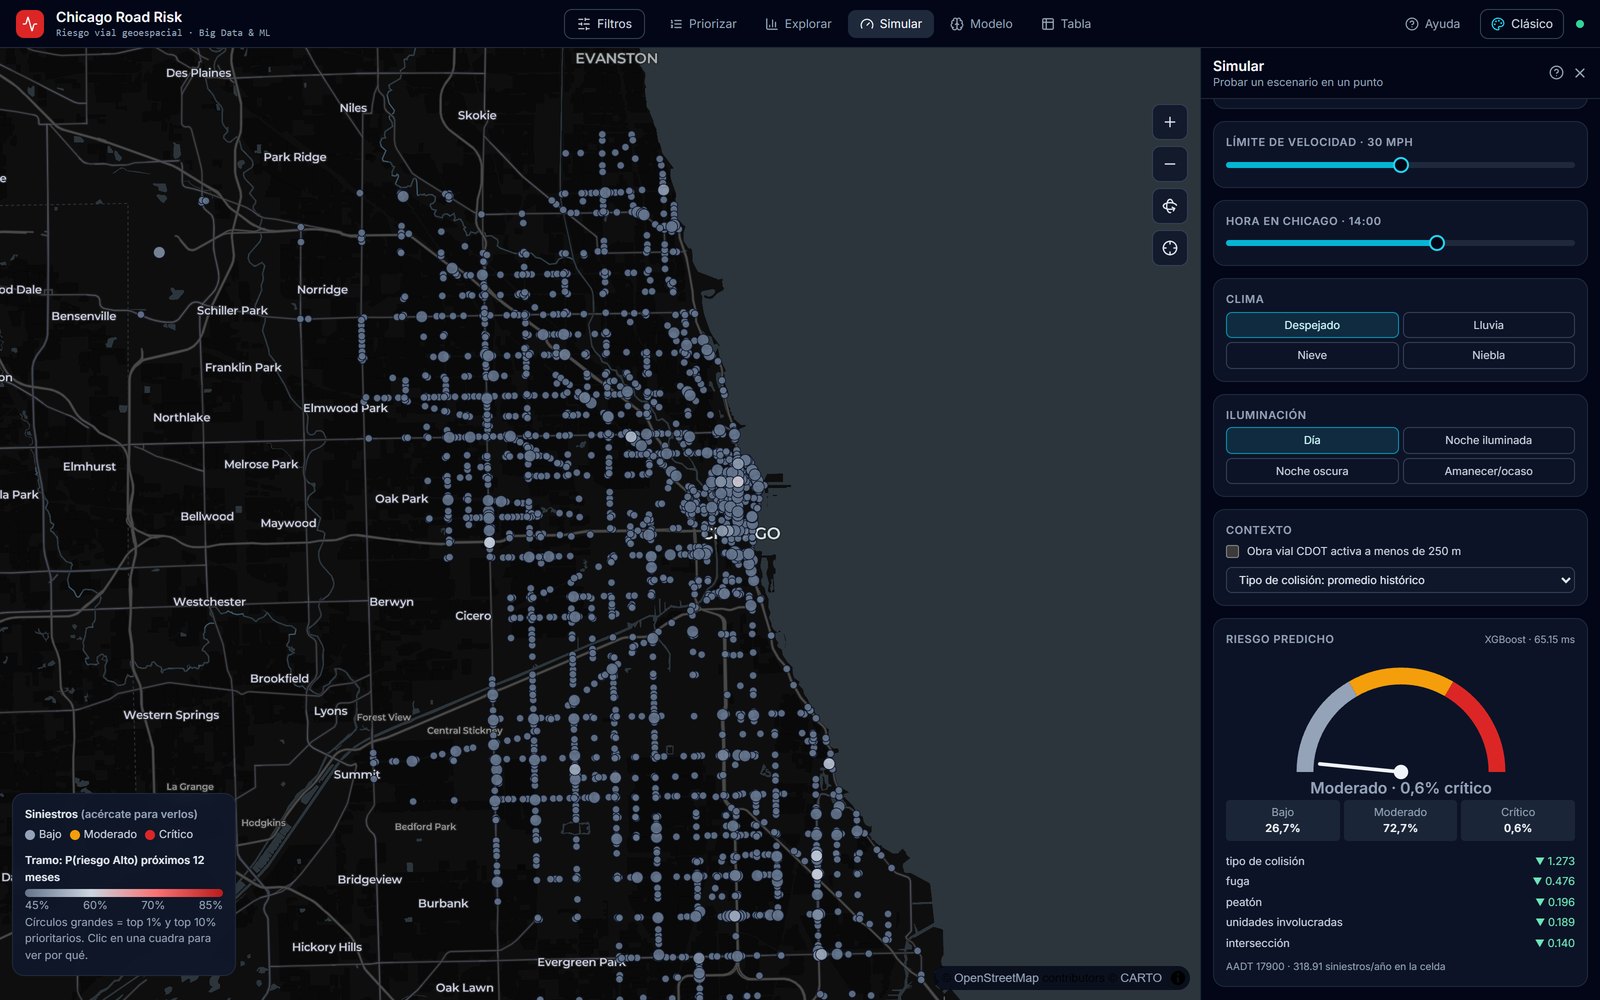 Chicago Road Risk
Riesgo vial geoespacial · Big Data & ML
Filtros
Priorizar
Explorar
Simular
Modelo
Tabla
Ayuda
Clásico
Simular
Probar un escenario en un punto
LÍMITE DE VELOCIDAD · 30 MPH
HORA EN CHICAGO · 14:00
CLIMA
Despejado
Lluvia
Nieve
Niebla
ILUMINACIÓN
Día
Noche iluminada
Noche oscura
Amanecer/ocaso
CONTEXTO
Obra vial CDOT activa a menos de 250 m
Tipo de colisión: promedio histórico
RIESGO PREDICHO
XGBoost · 65.15 ms
Moderado · 0,6% crítico
Bajo
26,7%
Moderado
72,7%
Crítico
0,6%
tipo de colisión ▼ 1.273
fuga ▼ 0.476
peatón ▼ 0.196
unidades involucradas ▼ 0.189
intersección ▼ 0.140
AADT 17900 · 318.91 siniestros/año en la celda
EVANSTON
Des Plaines
Niles
Skokie
Park Ridge
Norridge
od Dale
Schiller Park
Bensenville
Franklin Park
Elmwood Park
Northlake
Elmhurst
Melrose Park
la Park
Oak Park
Bellwood
Maywood
GO
Westchester
Berwyn
Cicero
Brookfield
Lyons
Western Springs
Forest View
Central Stickney
Summit
La Grange
Hodgkins
Bedford Park
Bridgeview
Burbank
Hickory Hills
Evergreen Park
Oak Lawn
Siniestros (acércate para verlos)
Bajo
Moderado
Crítico
Tramo: P(riesgo Alto) próximos 12
meses
45% 60% 70% 85%
Círculos grandes = top 1% y top 10%
prioritarios. Clic en una cuadra para
ver por qué.
© OpenStreetMap contributors © CARTO